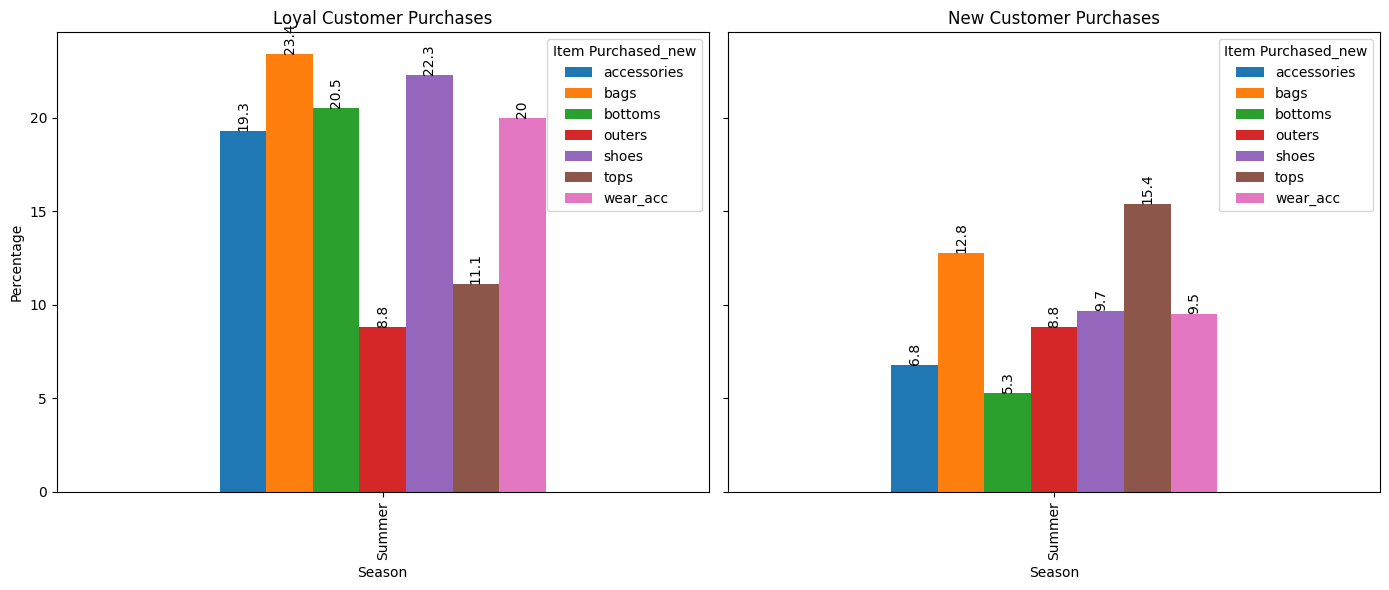 Loyal Customer Purchases
Percentage
20
15
10
5
0
19.3
23.4
20.5
8.8
22.3
11.1
20
Item Purchased_new
accessories
bags
bottoms
outers
shoes
tops
wear_acc
Summer
Season
New Customer Purchases
6.8
12.8
5.3
8.8
9.7
15.4
9.5
Item Purchased_new
accessories
bags
bottoms
outers
shoes
tops
wear_acc
Summer
Season